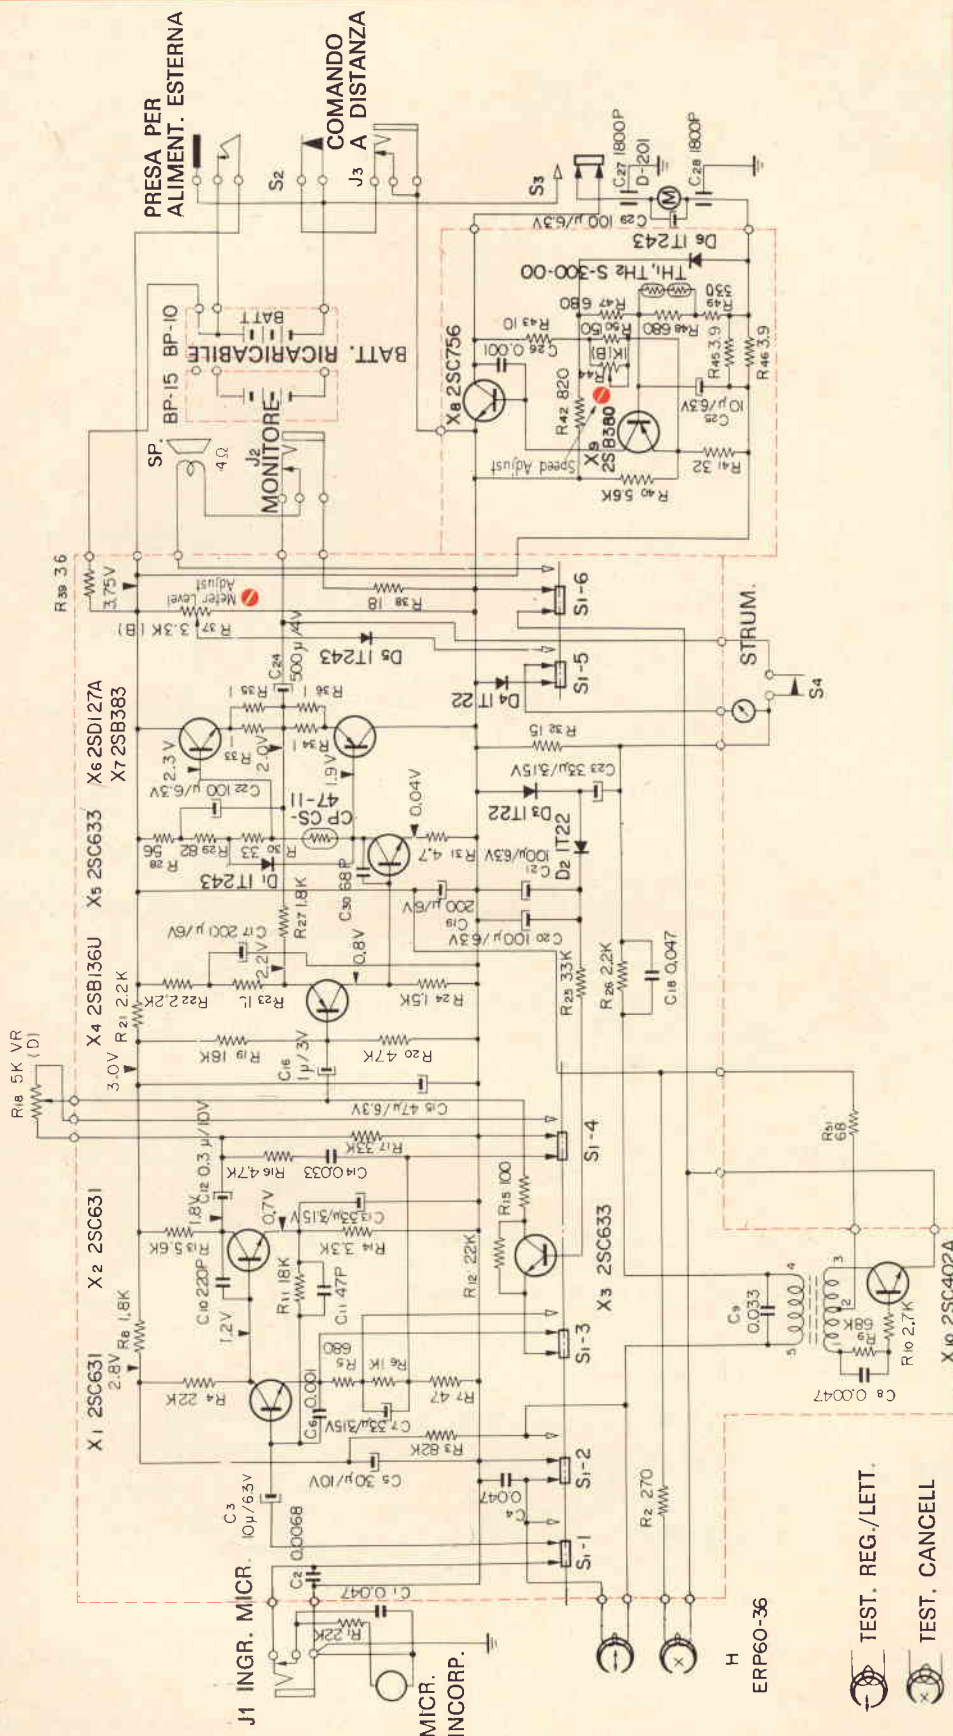 PRESA PER
ALIMENT. ESTERNA
S2
COMANDO
J3 A DISTANZA
S3
C27 1800P
D-201
M
C28 1800P
C29 100μ/6.3V
D6 1T243
TH1, TH2 S-300-00
BP-10
BATT
BP-15
BATT. RICARICABILE
SP.
4Ω
J2
MONITORE
X8 2SC756
C26 0.001
R43 10
R47 680
R50 150
1K(B)
R44
R48 680
R49
330
R45 3.9
R46 3.9
R42 820
X9
2SB380
Speed Adjust
C25
10μ/6.3V
R41 32
R40 5.6K
R39 36
3.75V
Meter Level
Adjust
R37 3.3K (B)
R38 18
D5 1T243
C24
500μ/4V
S1-6
S1-5
D4 1T22
STRUM.
S4
X6 2SD127A
X7 2SB383
2.3V
R35 1
R36 1
R33
R34 1
2.0V
1.9V
C22 100μ/6.3V
CP CS-
47-11
R28
56
R29 82
R30
33
D1 1T243
X5 2SC633
0.04V
R31 4.7
C30 68P
R32 15
C23 33μ/3.15V
D3 1T22
D2 1T22
C21
100μ/6.3V
C19
200μ/6V
C20 100μ/6.3V
R27 1.8K
C17 200μ/6V
2.2V
0.8V
X4 2SB136U
R21 2.2K
R22 2.2K
R23
R24 1.5K
R25 33K
R26 2.2K
C18 0.047
R18 5K VR
(D)
3.0V
R19 18K
R20 47K
C16
1μ/3V
C15 47μ/6.3V
R51
68
R17 33K
C14 0.033
R16 4.7K
S1-4
C12 0.3μ/10V
X2 2SC631
1.8V
R13 5.6K
0.7V
C13 33μ/3.15V
R14 3.3K
R15 100
R12 22K
X3 2SC633
C10 220P
R11 18K
C11 47P
1.2V
R8 1.8K
2.8V
X1 2SC631
R4 22K
C6 0.001
680
R5
R6 1K
C7 33μ/3.15V
R7 47
S1-3
R3 82K
C5 30μ/10V
S1-2
C4
0.047
C3
10μ/6.3V
S1-1
C9
0.033
5
4
3
2
R9
68K
R10 2.7K
C8 0.0047
X10 2SC402A
R2 270
J1 INGR. MICR.
C2 0.0068
C1 0.047
R1 22K
MICR.
INCORP.
H
ERP60-36
TEST. REG./LETT.
TEST. CANCELL